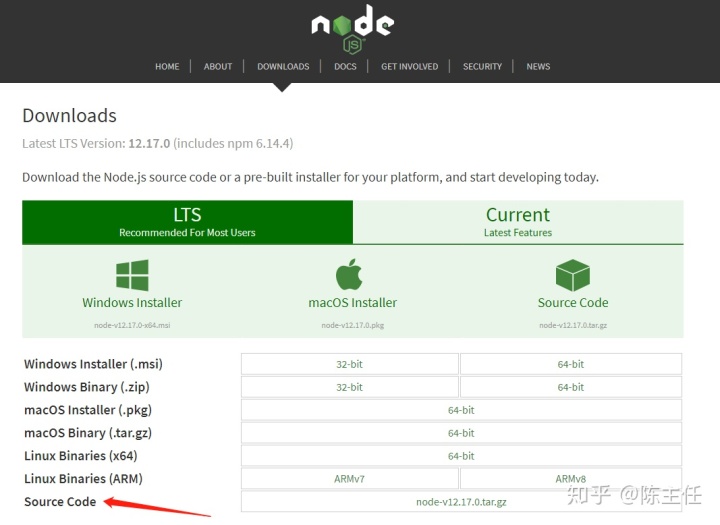 node
JS
HOME ABOUT DOWNLOADS DOCS GET INVOLVED SECURITY NEWS
Downloads
Latest LTS Version: 12.17.0 (includes npm 6.14.4)
Download the Node.js source code or a pre-built installer for your platform, and start developing today.
LTS
Recommended For Most Users
Current
Latest Features
Windows Installer
node-v12.17.0-x64.msi
macOS Installer
node-v12.17.0.pkg
Source Code
node-v12.17.0.tar.gz
Windows Installer (.msi) 32-bit 64-bit
Windows Binary (.zip) 32-bit 64-bit
macOS Installer (.pkg) 64-bit
macOS Binary (.tar.gz) 64-bit
Linux Binaries (x64) 64-bit
Linux Binaries (ARM) ARMv7 ARMv8
Source Code node-v12.17.0.tar.gz
知乎 @陈主任